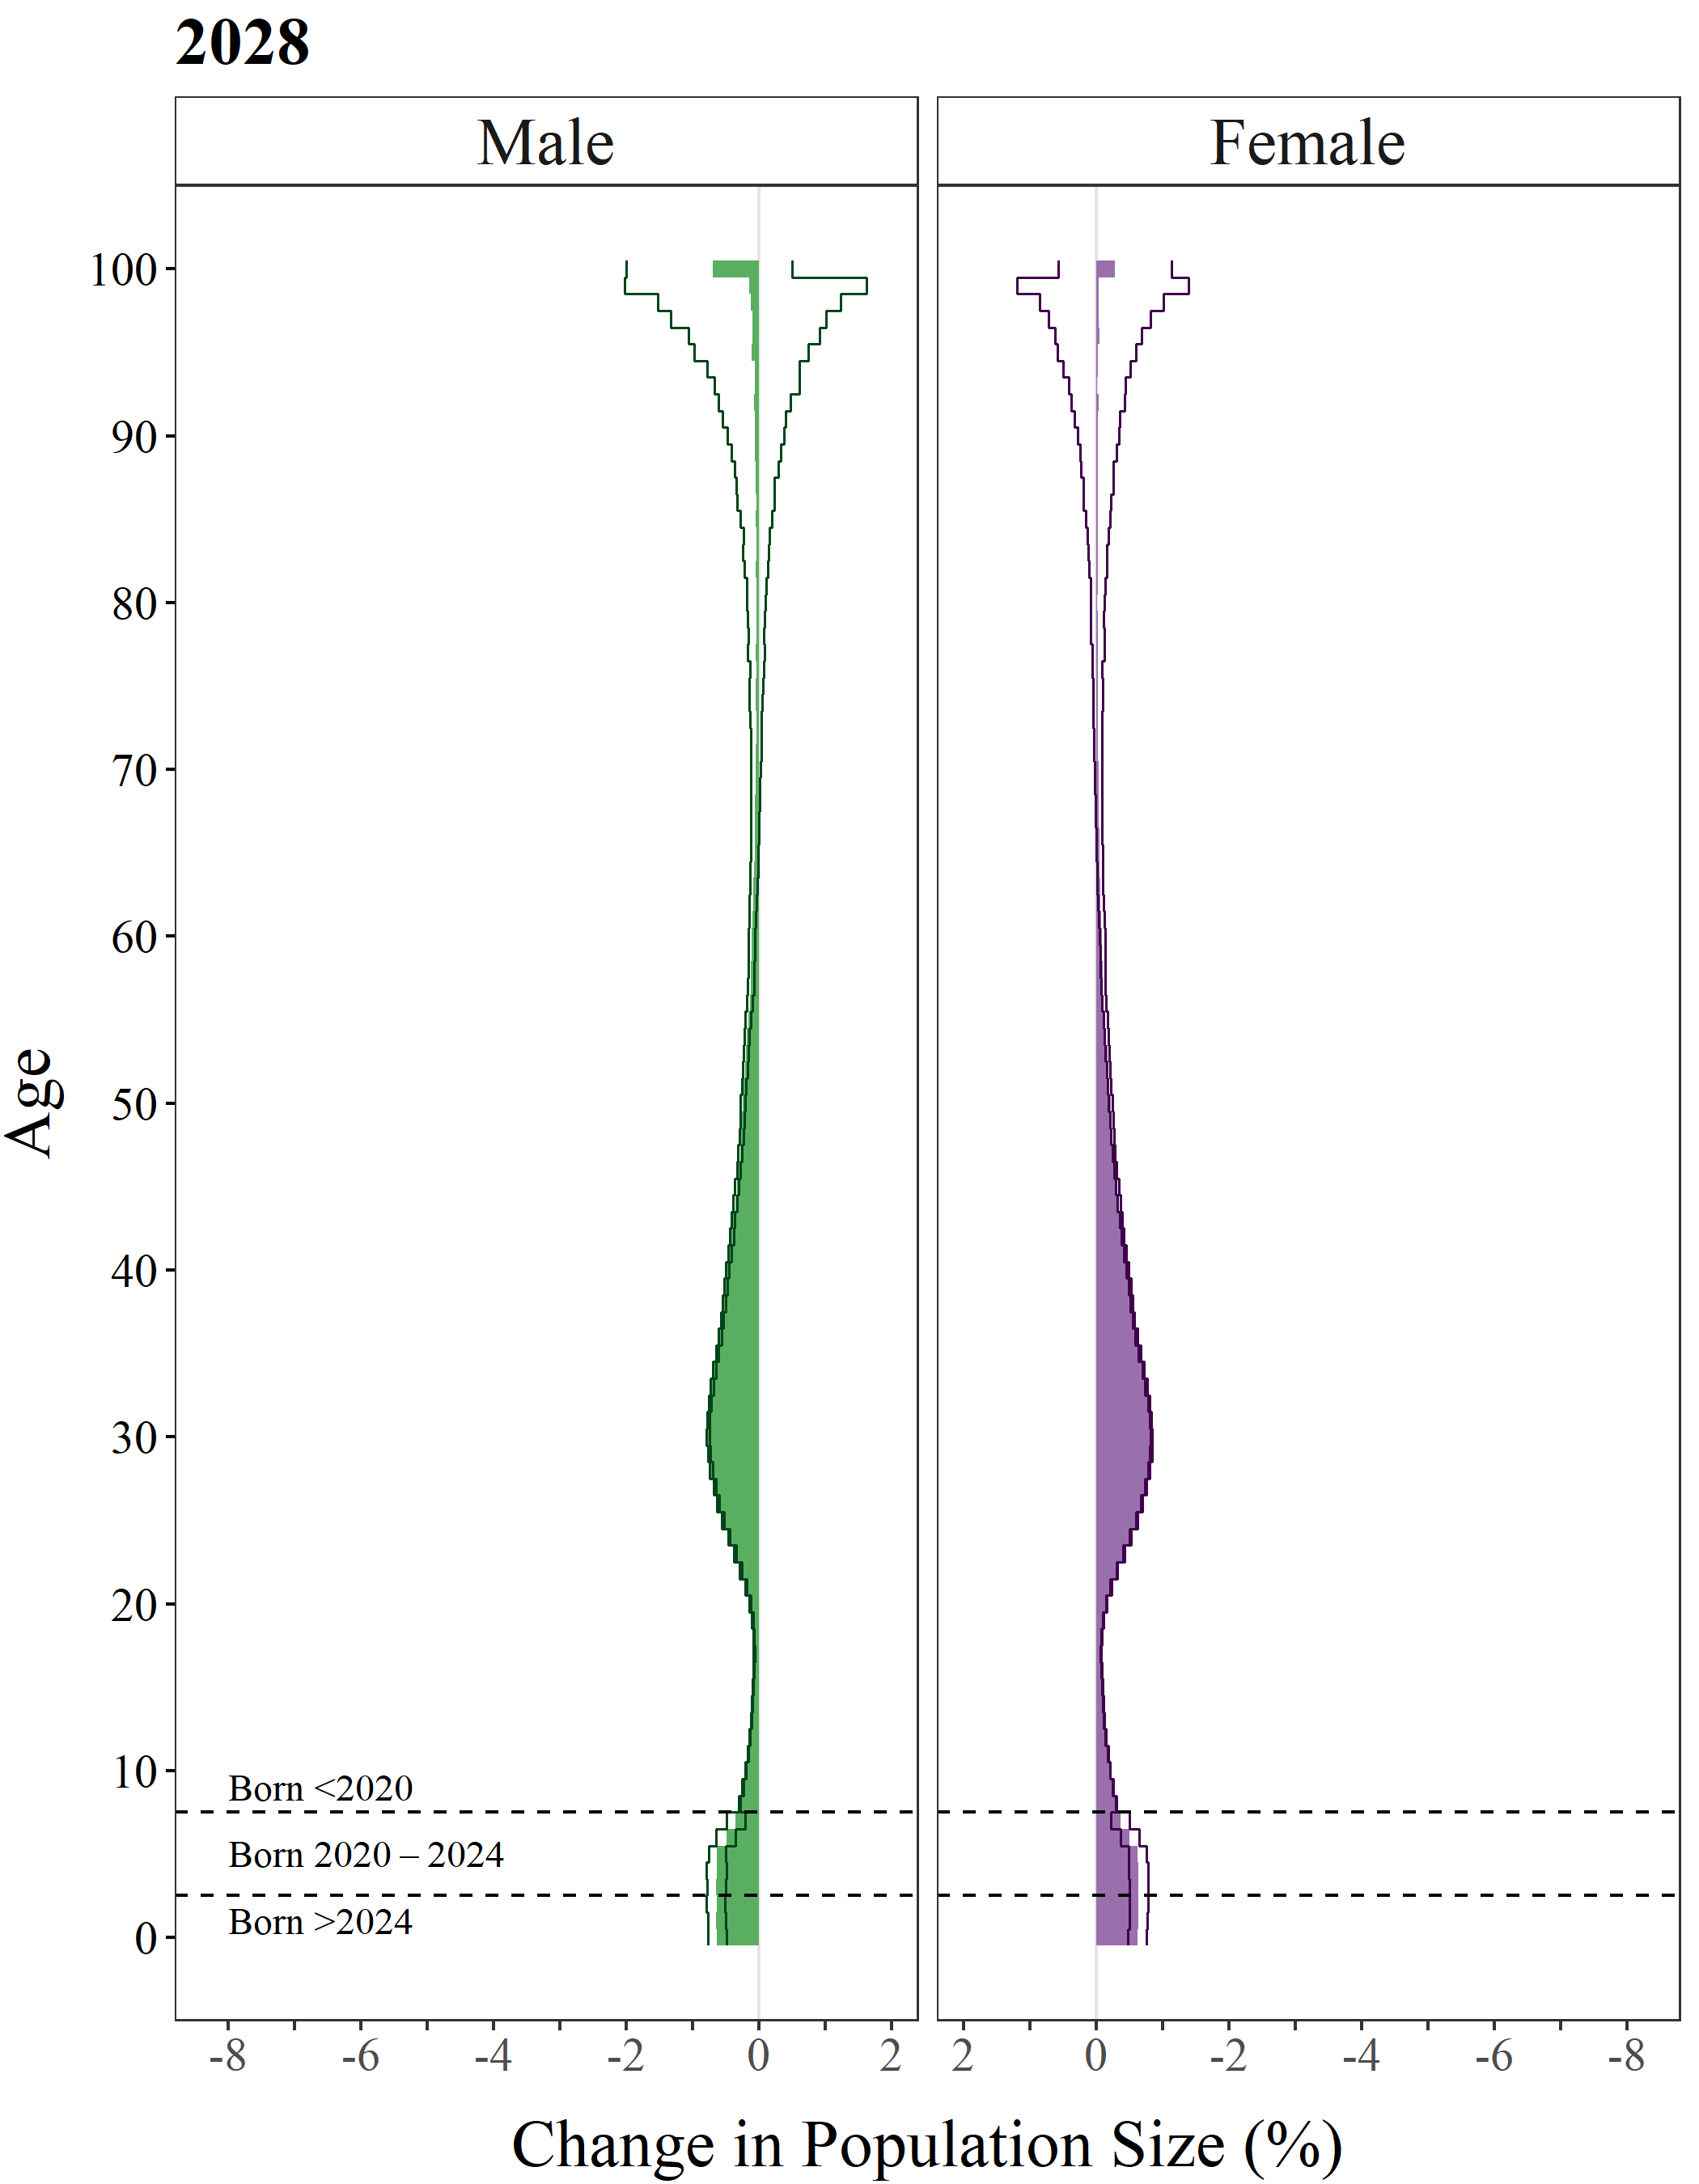 2028
Male
Female
100
90
80
70
60
50
40
30
20
10
0
Age
Born <2020
Born 2020 – 2024
Born >2024
-8 -6 -4 -2 0 2
2 0 -2 -4 -6 -8
Change in Population Size (%)